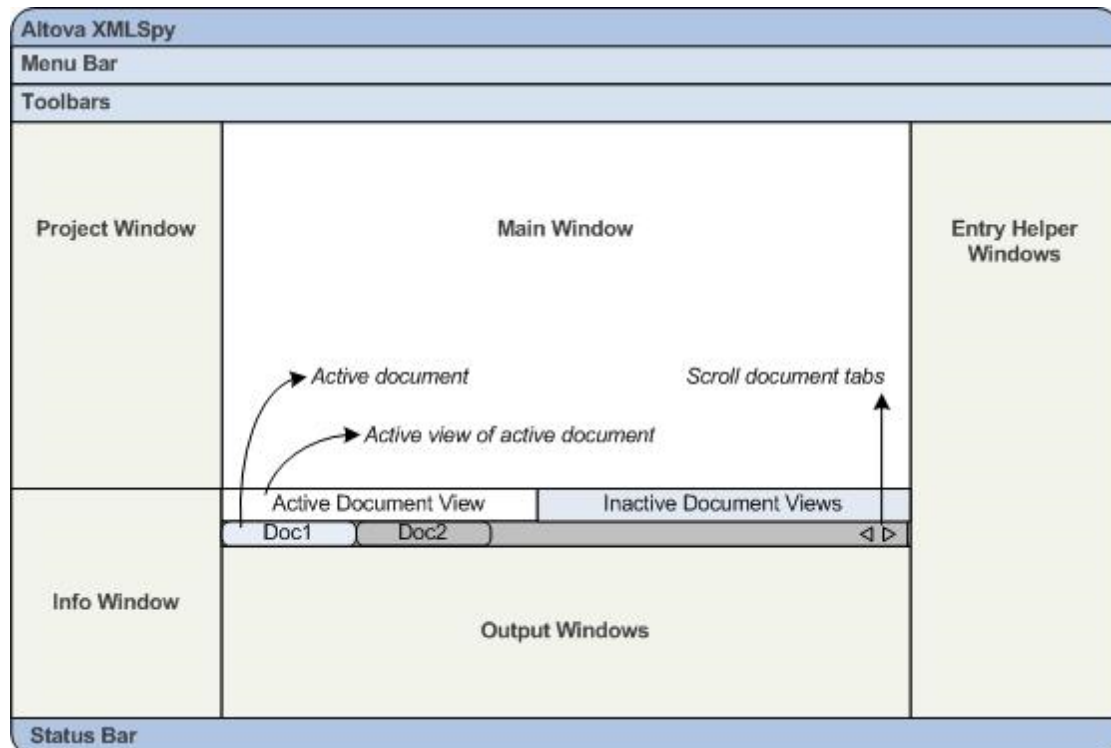 Altova XMLSpy
Menu Bar
Toolbars
Project Window
Main Window
Entry Helper
Windows
Active document
Scroll document tabs
Active view of active document
Active Document View
Inactive Document Views
Doc1
Doc2
Info Window
Output Windows
Status Bar